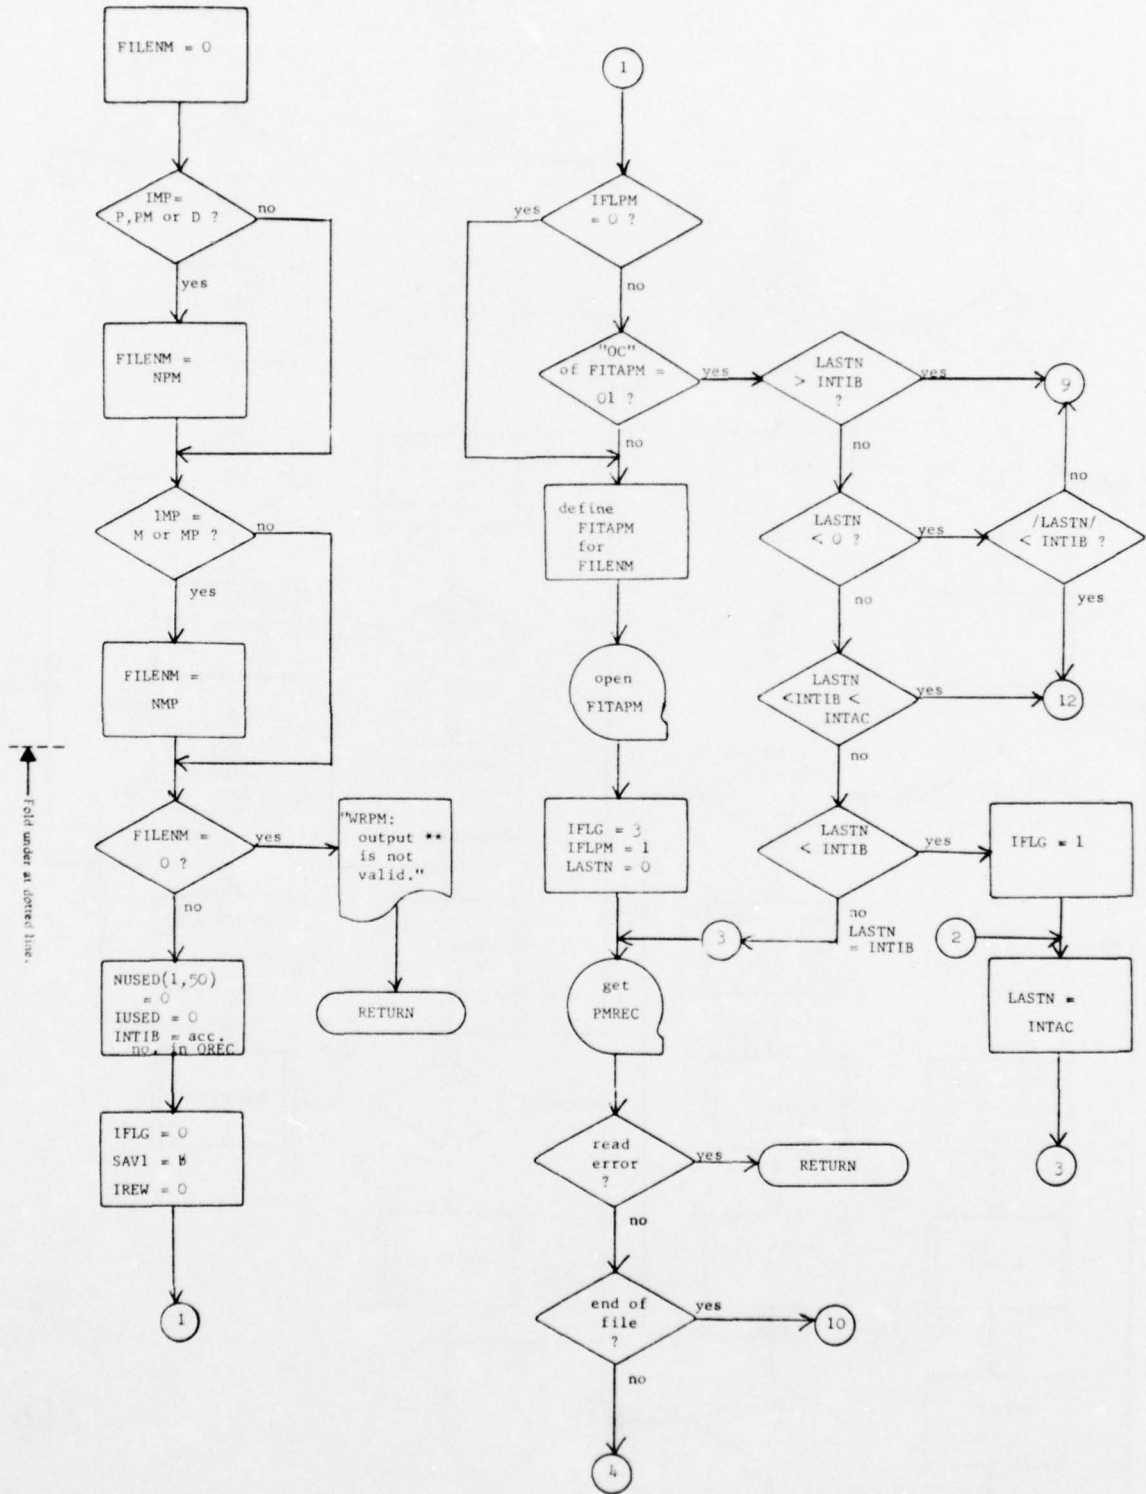 FILENM = 0
IMP=
P,PM or D ?
no
yes
FILENM =
NPM
IMP =
M or MP ?
no
yes
FILENM =
NMP
Fold under at dotted line.
FILENM =
0 ?
yes
"WRPM:
output **
is not
valid."
RETURN
no
NUSED(1,50)
= 0
IUSED = 0
INTIB = acc.
no. in QREC
IFLG = 0
SAV1 = ƀ
IREW = 0
1
1
IFLPM
= 0 ?
yes
no
"OC"
of FITAPM =
01 ?
yes
no
define
FITAPM
for
FILENM
open
FITAPM
IFLG = 3
IFLPM = 1
LASTN = 0
3
get
PMREC
read
error
?
yes
RETURN
no
end of
file
?
yes
10
no
4
LASTN
> INTIB
?
yes
9
no
LASTN
< 0 ?
yes
/LASTN/
< INTIB ?
no
yes
12
no
LASTN
<INTIB <
INTAC
yes
no
LASTN
< INTIB
yes
IFLG = 1
no
LASTN
= INTIB
2
LASTN =
INTAC
3